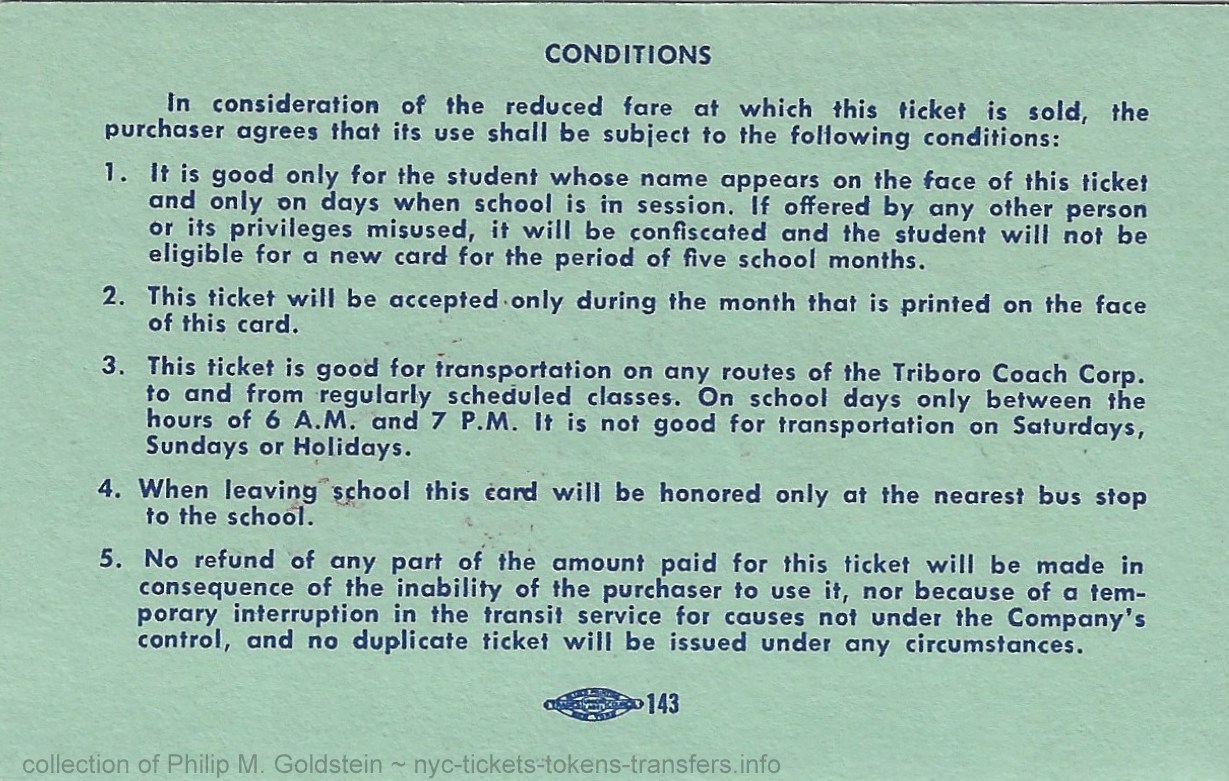 CONDITIONS
In consideration of the reduced fare at which this ticket is sold, the
purchaser agrees that its use shall be subject to the following conditions:
1. It is good only for the student whose name appears on the face of this ticket
and only on days when school is in session. If offered by any other person
or its privileges misused, it will be confiscated and the student will not be
eligible for a new card for the period of five school months.
2. This ticket will be accepted only during the month that is printed on the face
of this card.
3. This ticket is good for transportation on any routes of the Triboro Coach Corp.
to and from regularly scheduled classes. On school days only between the
hours of 6 A.M. and 7 P.M. It is not good for transportation on Saturdays,
Sundays or Holidays.
4. When leaving school this card will be honored only at the nearest bus stop
to the school.
5. No refund of any part of the amount paid for this ticket will be made in
consequence of the inability of the purchaser to use it, nor because of a tem-
porary interruption in the transit service for causes not under the Company's
control, and no duplicate ticket will be issued under any circumstances.
143
collection of Philip M. Goldstein ~ nyc-tickets-tokens-transfers.info